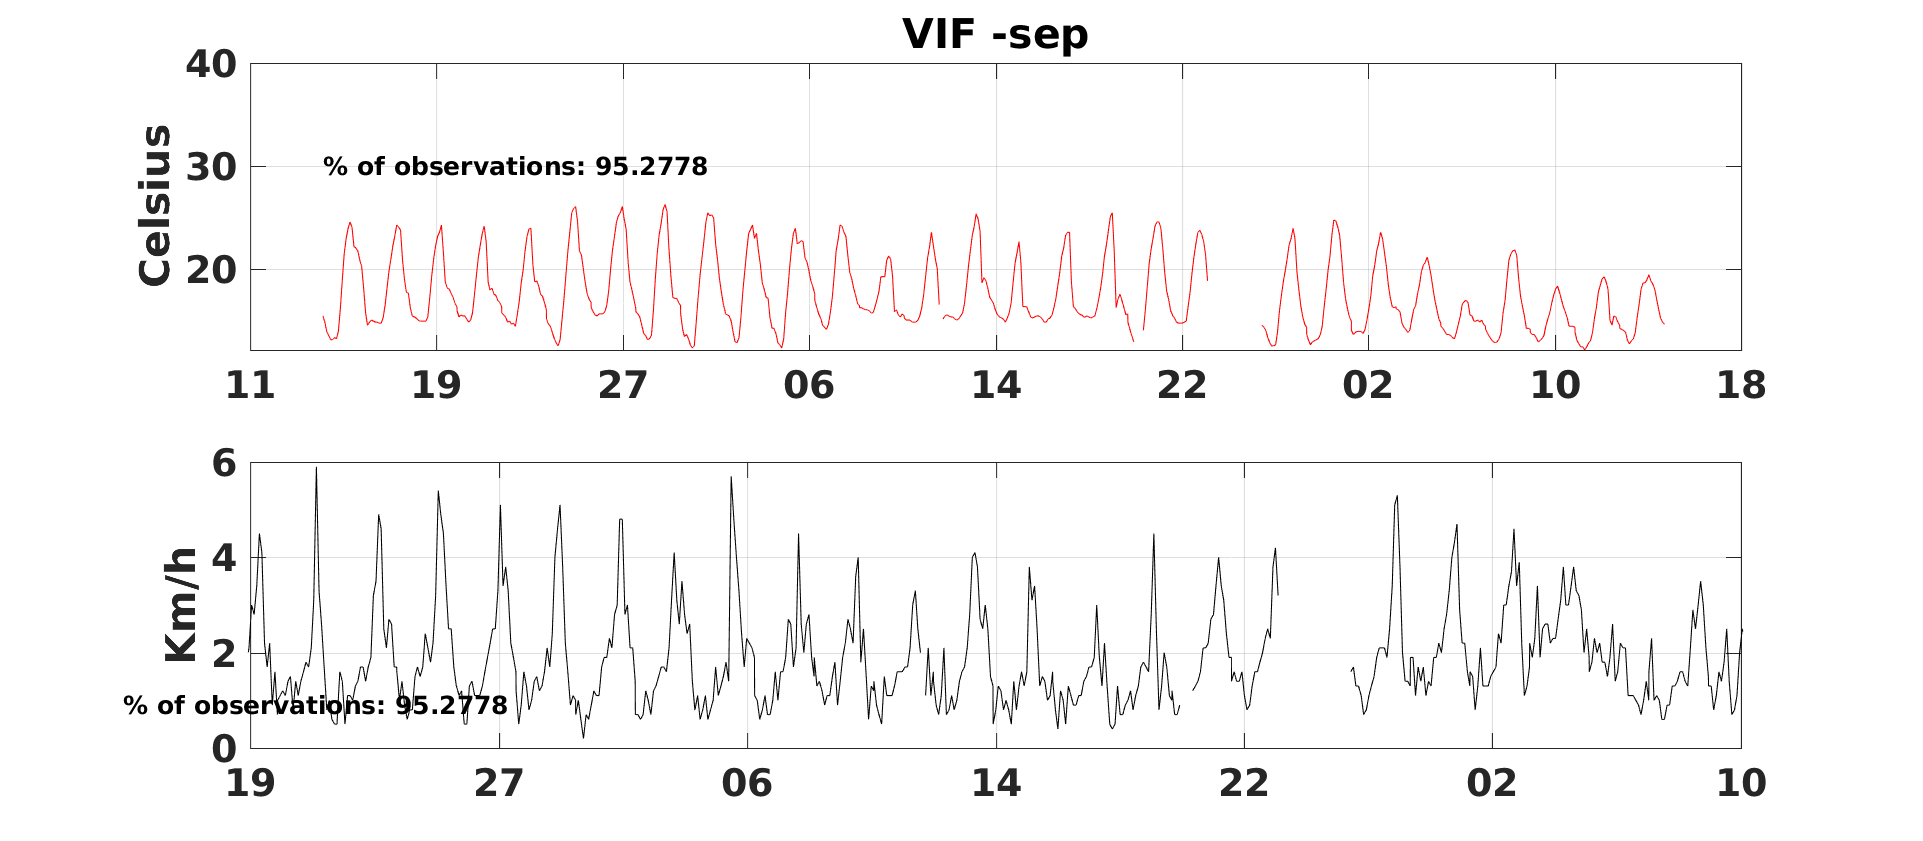 VIF -sep
40
30
20
Celsius
% of observations: 95.2778
11 19 27 06 14 22 02 10 18
6
4
2
0
Km/h
% of observations: 95.2778
19 27 06 14 22 02 10